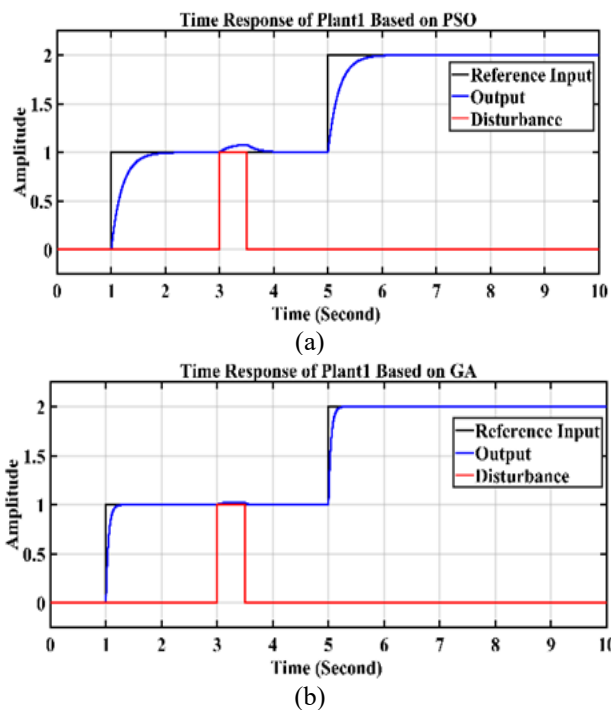 Time Response of Plant1 Based on PSO
Amplitude
2
1.5
1
0.5
0
Reference Input
Output
Disturbance
0 1 2 3 4 5 6 7 8 9 10
Time (Second)
(a)
Time Response of Plant1 Based on GA
Amplitude
2
1.5
1
0.5
0
Reference Input
Output
Disturbance
0 1 2 3 4 5 6 7 8 9 10
Time (Second)
(b)